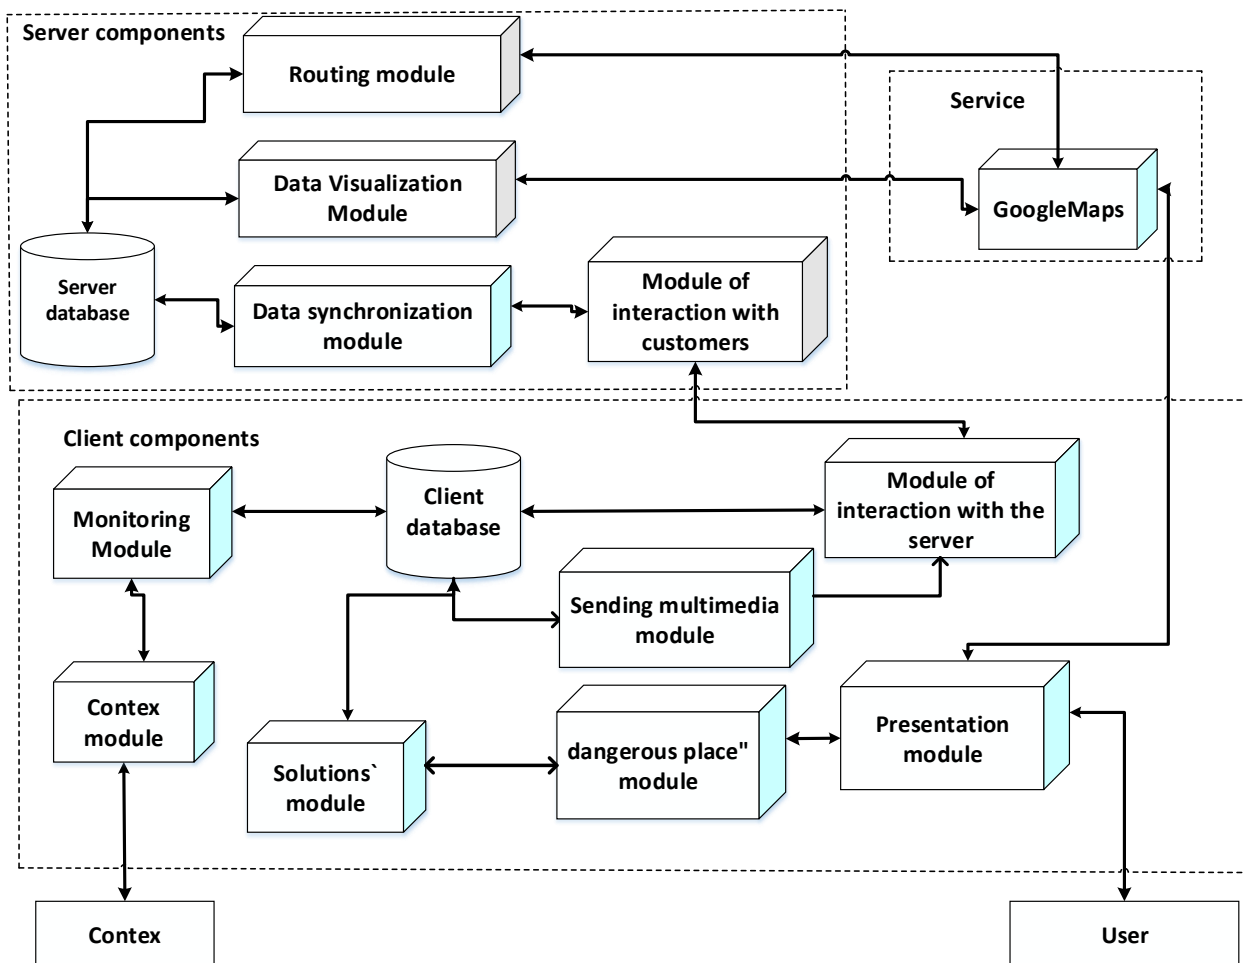 Server components
Routing module
Service
Data Visualization
Module
GoogleMaps
Server
database
Data synchronization
module
Module of
interaction with
customers
Client components
Monitoring
Module
Client
database
Module of
interaction with the
server
Sending multimedia
module
Contex
module
Solutions`
module
dangerous place"
module
Presentation
module
Contex
User